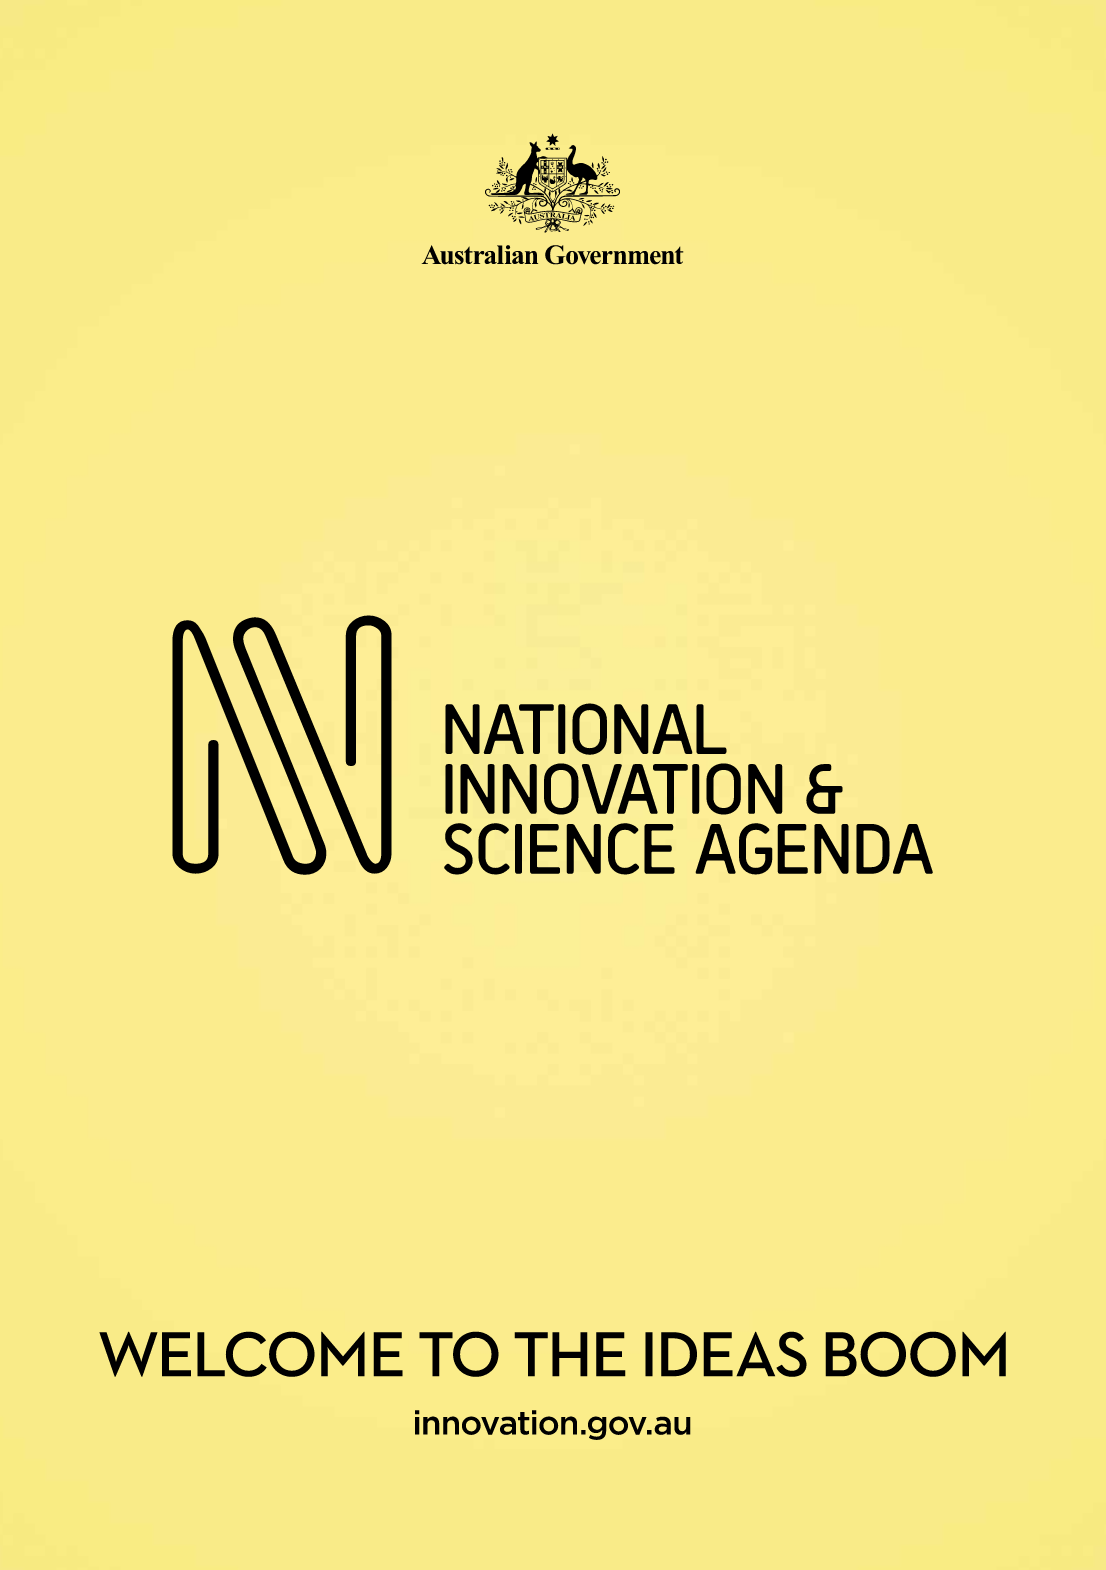 AUSTRALIA
Australian Government
NATIONAL
INNOVATION &
SCIENCE AGENDA
WELCOME TO THE IDEAS BOOM
innovation.gov.au